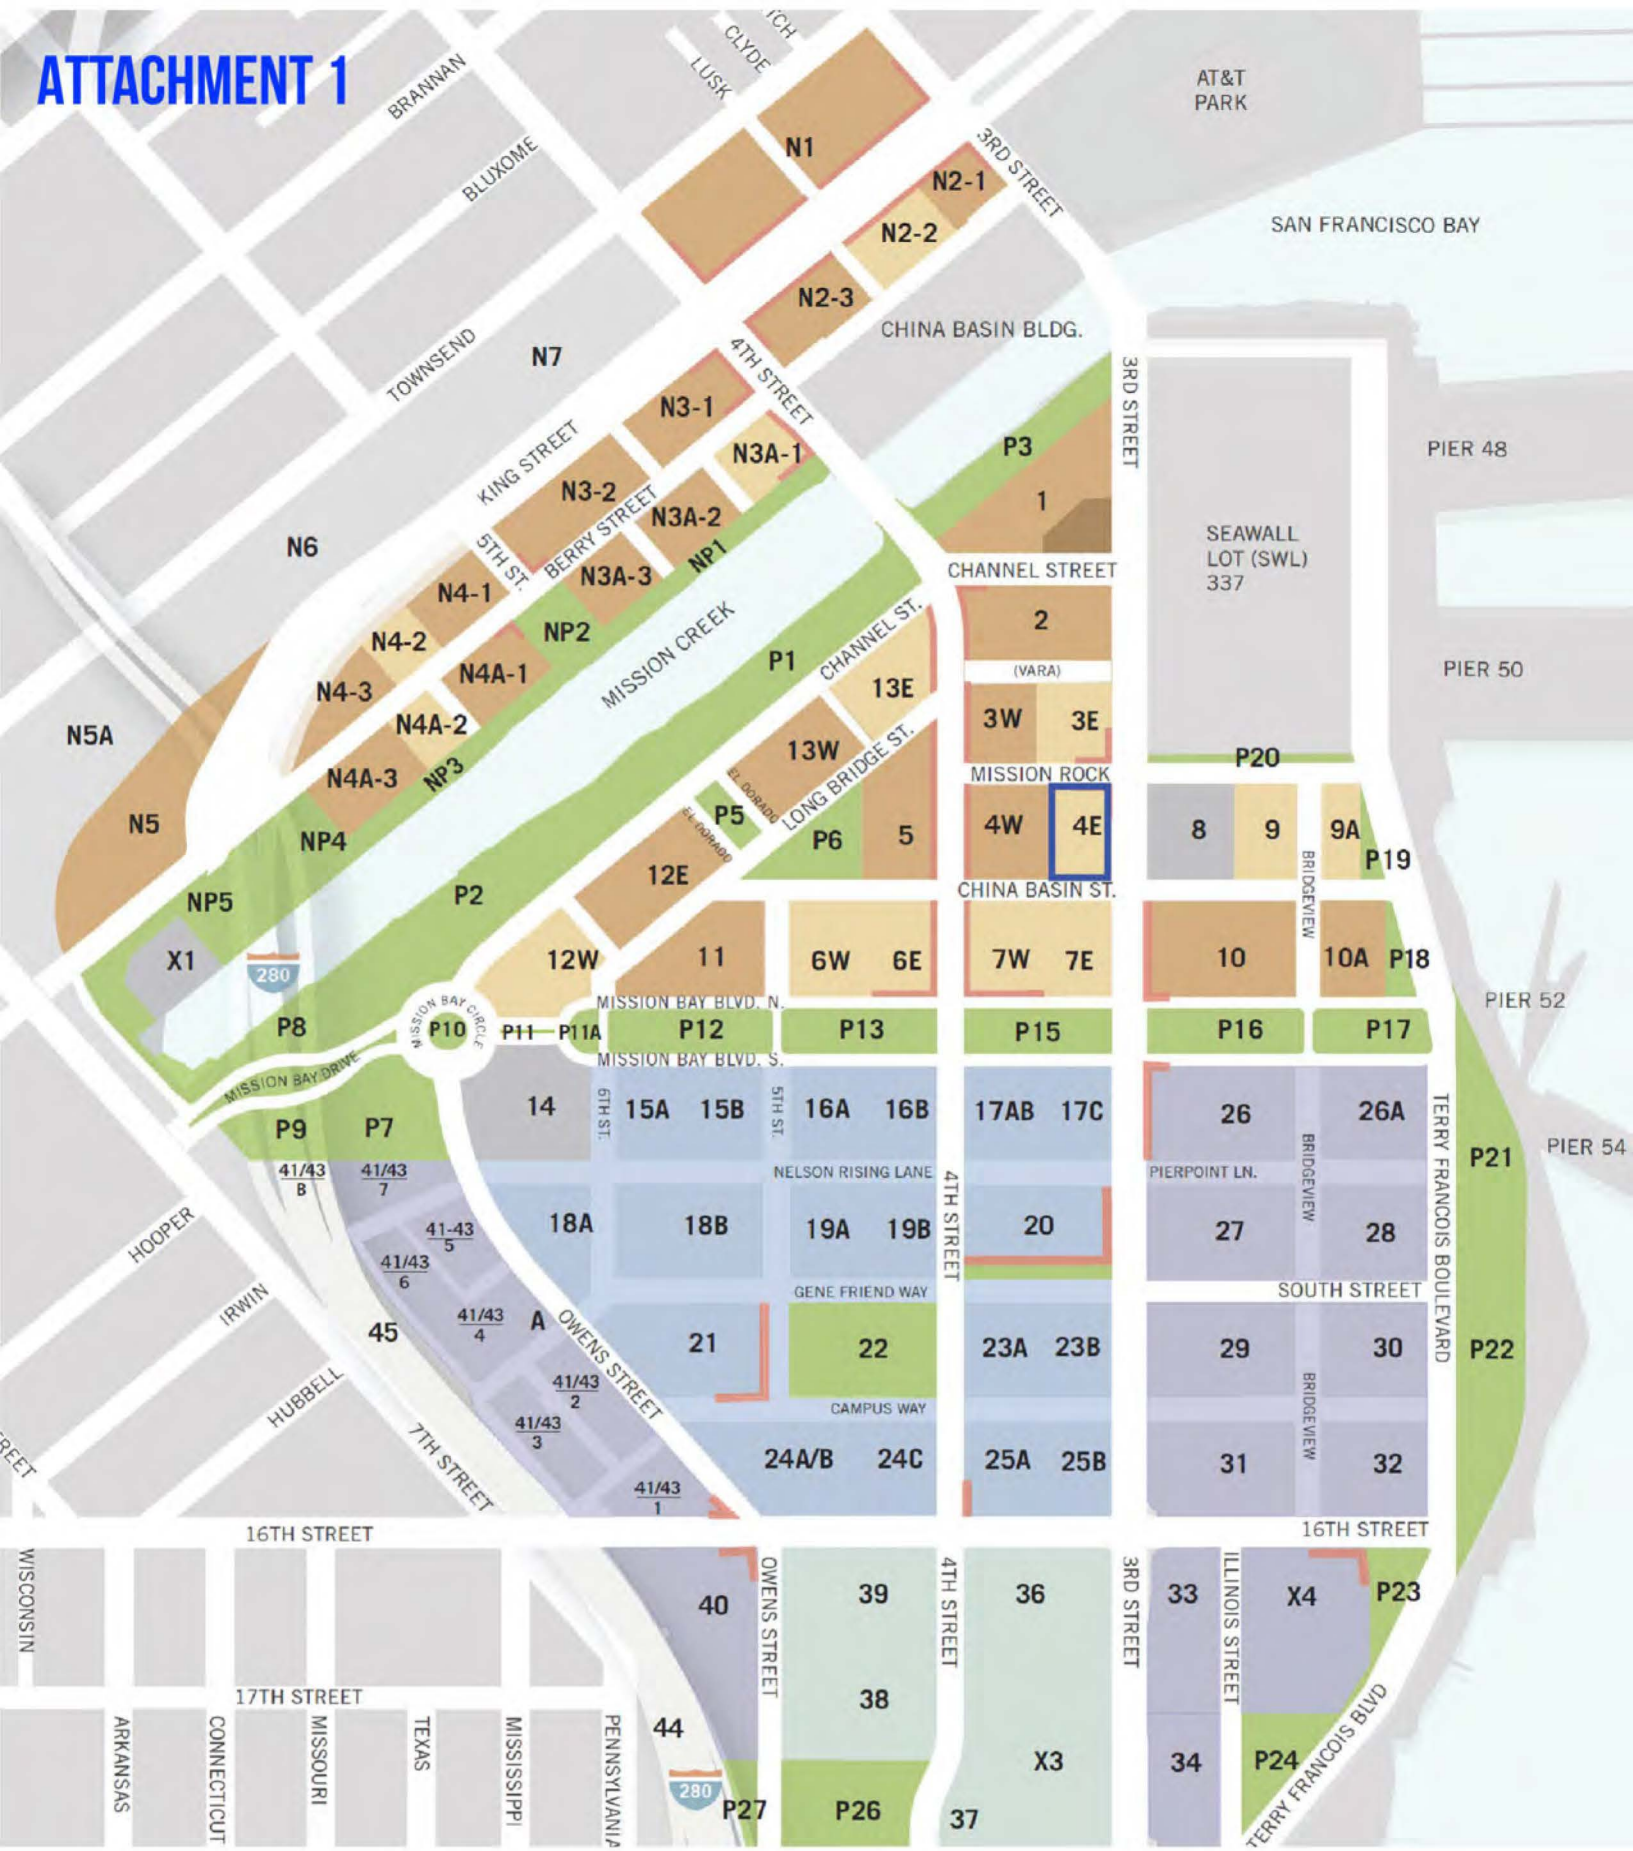 ATTACHMENT 1
CLYDE
LUSK
BRANNAN
BLUXOME
TOWNSEND
AT&T
PARK
SAN FRANCISCO BAY
N1
3RD STREET
N2-1
N2-2
N2-3
CHINA BASIN BLDG.
N7
4TH STREET
KING STREET
N3-1
N3A-1
N3-2
BERRY STREET
N3A-2
NP1
5TH ST.
N3A-3
N6
N4-1
N4-2
NP2
N4-3
N4A-1
N4A-2
N4A-3
NP3
N5A
N5
NP4
NP5
X1
280
MISSION CREEK
P3
1
3RD STREET
SEAWALL
LOT (SWL)
337
PIER 48
PIER 50
CHANNEL STREET
2
(VARA)
3W
3E
MISSION ROCK
P1
CHANNEL ST.
13E
13W
LONG BRIDGE ST.
EL DORADO
EL DORADO
P5
P6
5
4W
4E
P20
8
9
9A
P19
BRIDGEVIEW
12E
P2
CHINA BASIN ST.
12W
11
6W
6E
7W
7E
10
10A
P18
PIER 52
P8
MISSION BAY CIRCLE
P10
P11
P11A
MISSION BAY BLVD. N.
P12
P13
P15
P16
P17
MISSION BAY BLVD. S.
MISSION BAY DRIVE
P9
P7
14
6TH ST.
15A
15B
5TH ST.
16A
16B
17AB
17C
26
26A
BRIDGEVIEW
TERRY FRANCOIS BOULEVARD
P21
PIER 54
41/43
B
41/43
7
NELSON RISING LANE
4TH STREET
PIERPOINT LN.
HOOPER
41-43
5
41/43
6
18A
18B
19A
19B
20
27
28
IRWIN
GENE FRIEND WAY
SOUTH STREET
45
41/43
4
A
OWENS STREET
21
22
23A
23B
29
30
P22
HUBBELL
41/43
2
41/43
3
CAMPUS WAY
BRIDGEVIEW
7TH STREET
41/43
1
24A/B
24C
25A
25B
31
32
16TH STREET
16TH STREET
WISCONSIN
40
OWENS STREET
39
4TH STREET
36
3RD STREET
33
ILLINOIS STREET
X4
P23
17TH STREET
38
ARKANSAS
CONNECTICUT
MISSOURI
TEXAS
MISSISSIPPI
PENNSYLVANIA
44
280
P27
P26
X3
37
34
P24
TERRY FRANCOIS BLVD